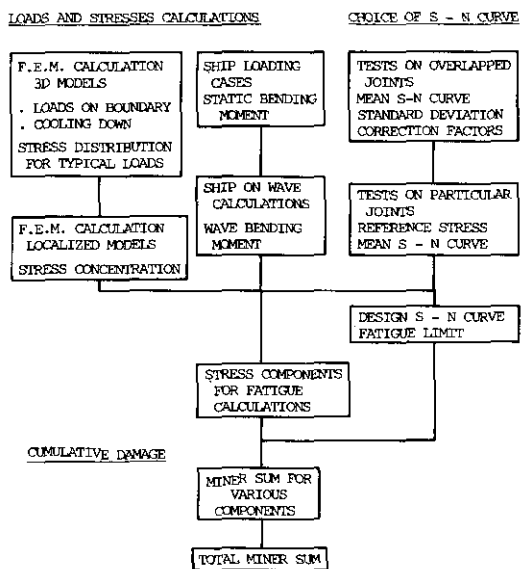 LOADS AND STRESSES CALCULATIONS
CHOICE OF S - N CURVE
F.E.M. CALCULATION
3D MODELS
. LOADS ON BOUNDARY
. COOLING DOWN
STRESS DISTRIBUTION
FOR TYPICAL LOADS
SHIP LOADING
CASES
STATIC BENDING
MOMENT
TESTS ON OVERLAPPED
JOINTS
MEAN S-N CURVE
STANDARD DEVIATION
CORRECTION FACTORS
F.E.M. CALCULATION
LOCALIZED MODELS
STRESS CONCENTRATION
SHIP ON WAVE
CALCULATIONS
WAVE BENDING
MOMENT
TESTS ON PARTICULAR
JOINTS
REFERENCE STRESS
MEAN S - N CURVE
DESIGN S - N CURVE
FATIGUE LIMIT
STRESS COMPONENTS
FOR FATIGUE
CALCULATIONS
CUMULATIVE DAMAGE
MINER SUM FOR
VARIOUS
COMPONENTS
TOTAL MINER SUM